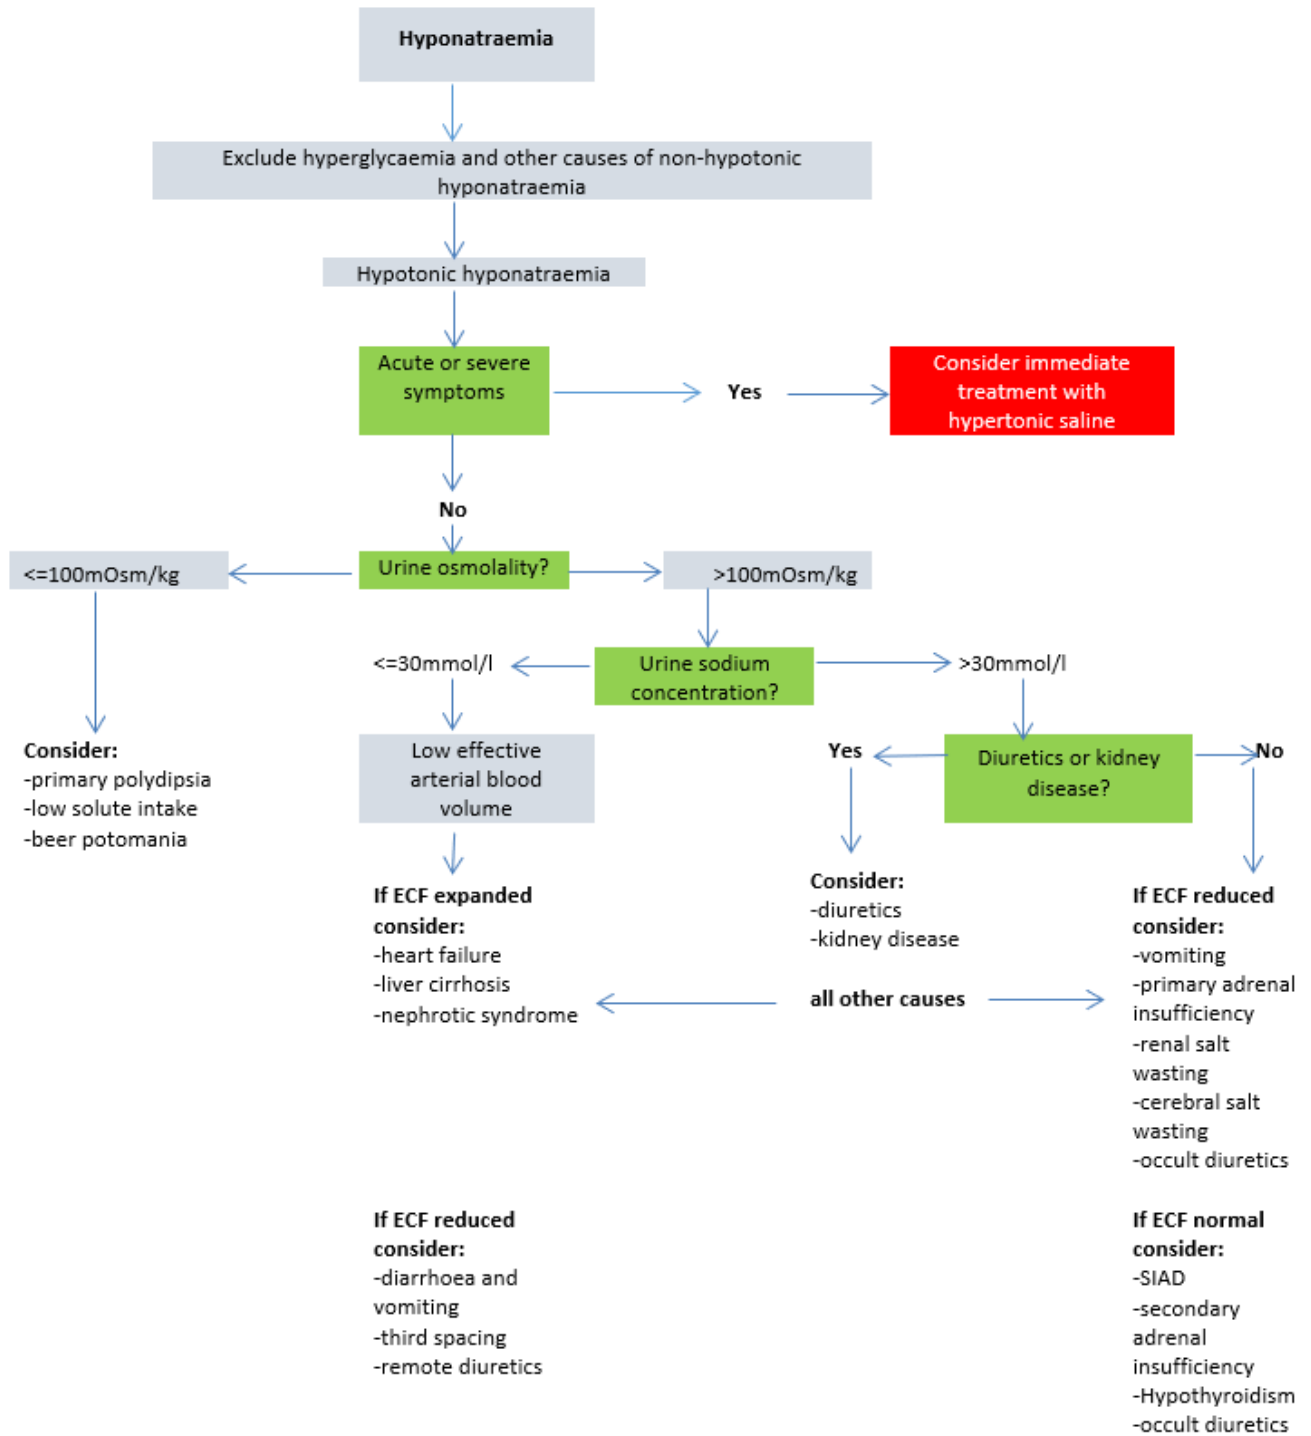 Hyponatraemia
Exclude hyperglycaemia and other causes of non-hypotonic
hyponatraemia
Hypotonic hyponatraemia
Acute or severe
symptoms
Yes
Consider immediate
treatment with
hypertonic saline
No
<=100mOsm/kg
Urine osmolality?
>100mOsm/kg
<=30mmol/l
Urine sodium
concentration?
>30mmol/l
Consider:
-primary polydipsia
-low solute intake
-beer potomania
Low effective
arterial blood
volume
Yes
Diuretics or kidney
disease?
No
If ECF expanded
consider:
-heart failure
-liver cirrhosis
-nephrotic syndrome
Consider:
-diuretics
-kidney disease
all other causes
If ECF reduced
consider:
-vomiting
-primary adrenal
insufficiency
-renal salt
wasting
-cerebral salt
wasting
-occult diuretics
If ECF reduced
consider:
-diarrhoea and
vomiting
-third spacing
-remote diuretics
If ECF normal
consider:
-SIAD
-secondary
adrenal
insufficiency
-Hypothyroidism
-occult diuretics